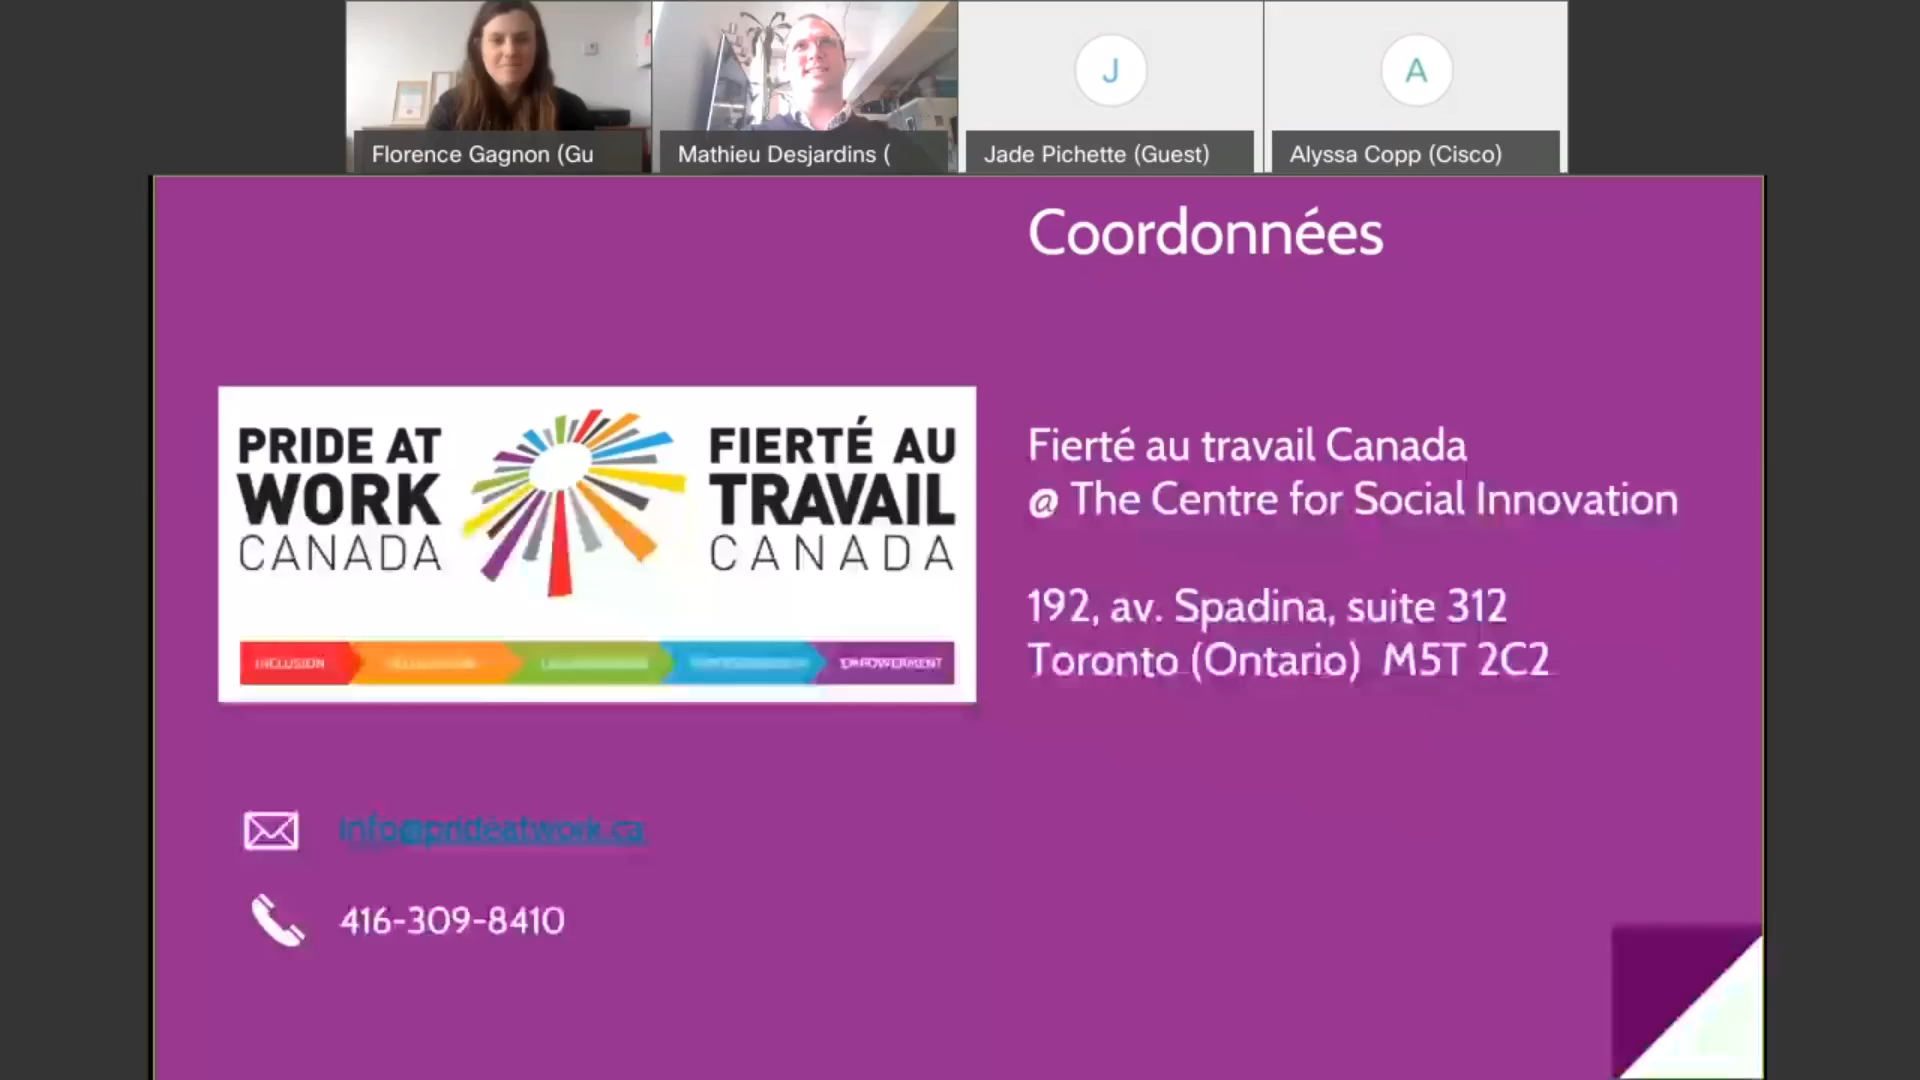 Florence Gagnon (Gu
Mathieu Desjardins (
J
Jade Pichette (Guest)
A
Alyssa Copp (Cisco)
Coordonnées
PRIDE AT
WORK
CANADA
FIERTÉ AU
TRAVAIL
CANADA
INCLUSION
EMPOWERMENT
Fierté au travail Canada
@ The Centre for Social Innovation
192, av. Spadina, suite 312
Toronto (Ontario) M5T 2C2
info@prideatwork.ca
416-309-8410